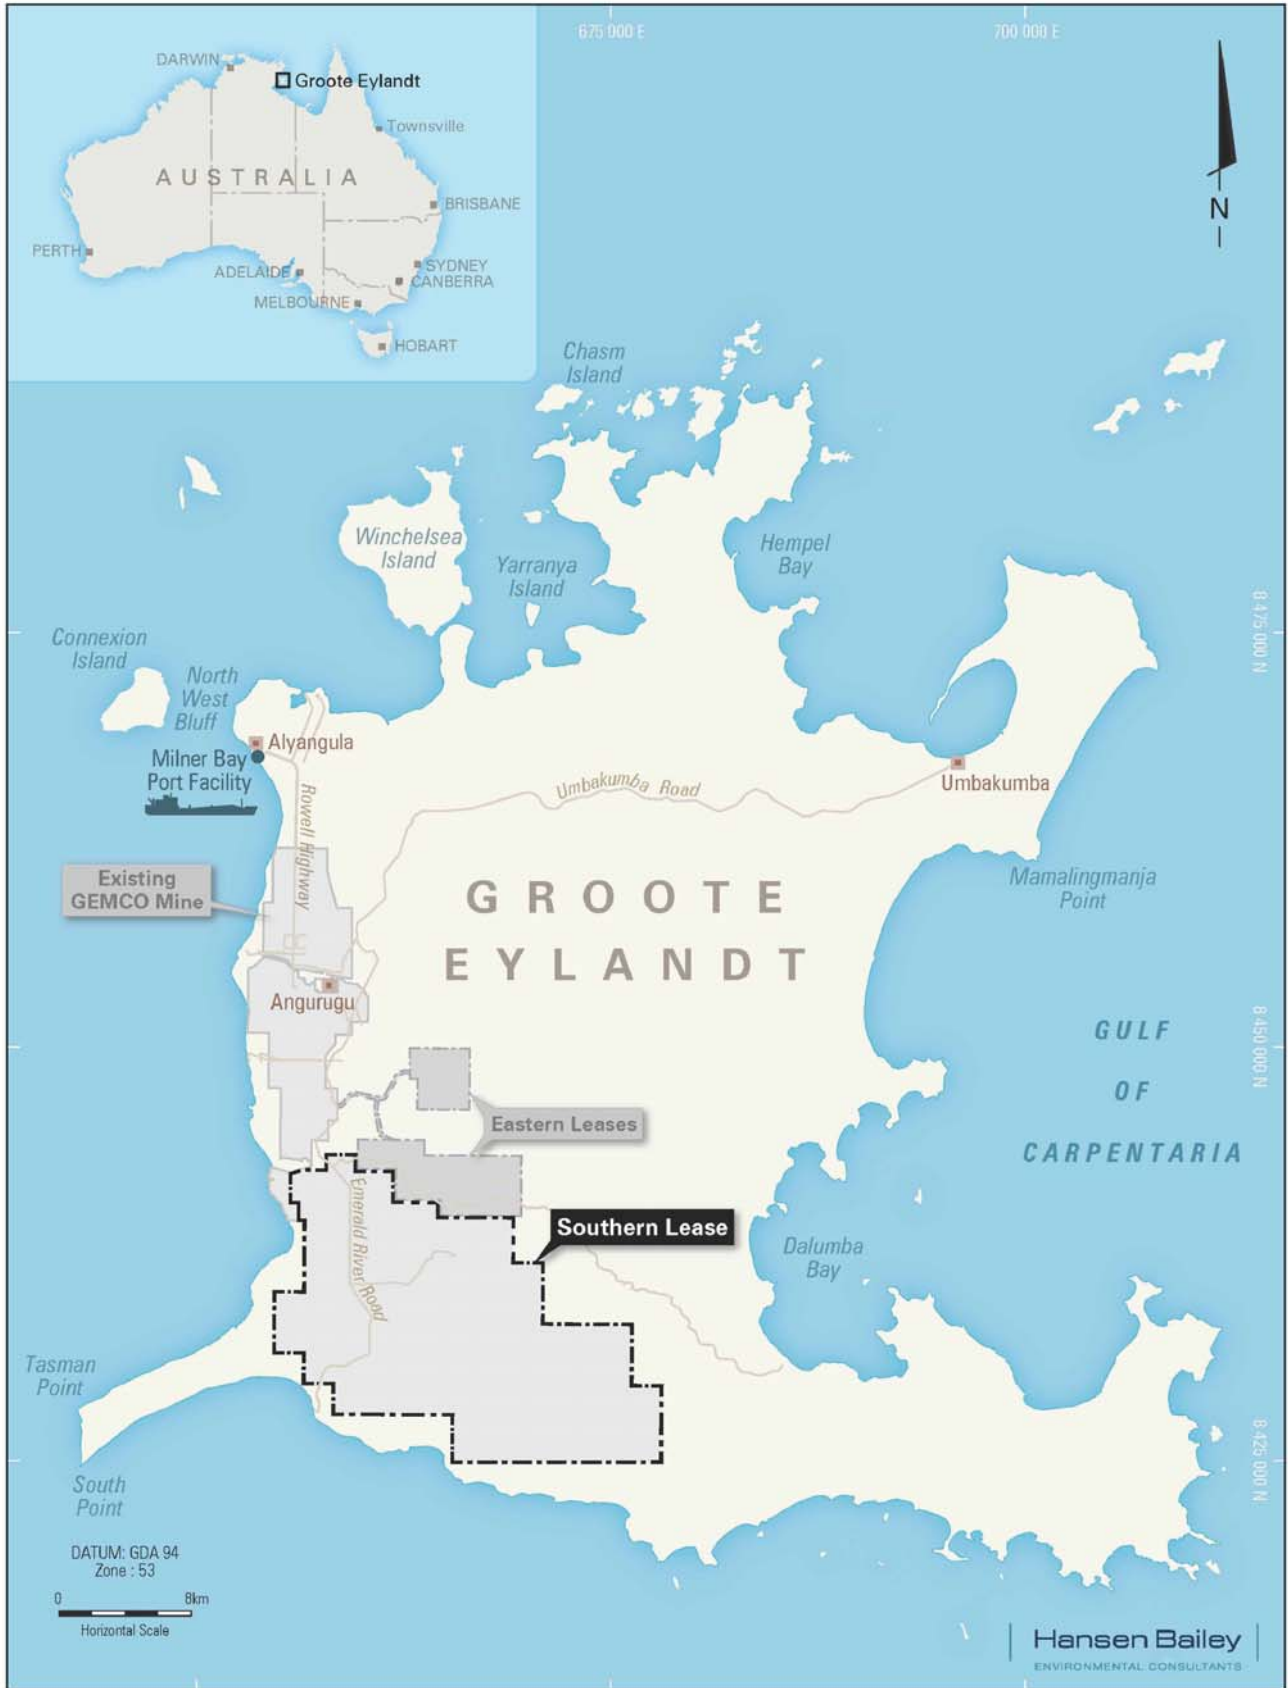 675 000 E
700 000 E
DARWIN
Groote Eylandt
Townsville
AUSTRALIA
BRISBANE
PERTH
ADELAIDE
SYDNEY
CANBERRA
MELBOURNE
HOBART
N
Chasm
Island
Winchelsea
Island
Yarranya
Island
Hempel
Bay
8 475 000 N
Connexion
Island
North
West
Bluff
Alyangula
Milner Bay
Port Facility
Rowell Highway
Umbakumba Road
Umbakumba
Existing
GEMCO Mine
GROOTE
EYLANDT
Mamalingmanja
Point
Angurugu
GULF
OF
CARPENTARIA
8 450 000 N
Eastern Leases
Southern Lease
Emerald River Road
Dalumba
Bay
Tasman
Point
South
Point
8 425 000 N
DATUM: GDA 94
Zone : 53
0 8km
Horizontal Scale
Hansen Bailey
ENVIRONMENTAL CONSULTANTS